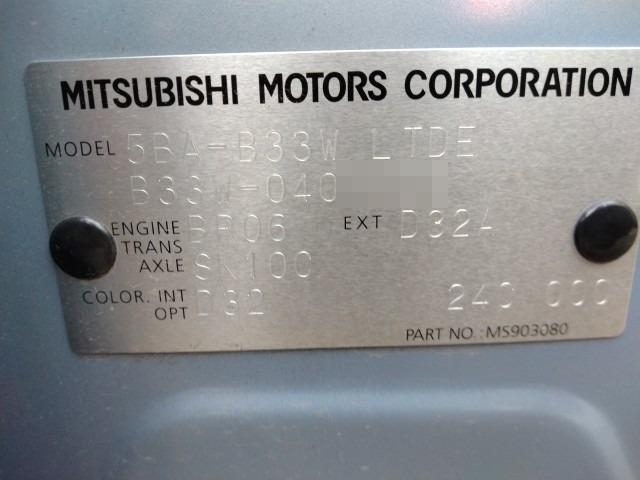 MITSUBISHI MOTORS CORPORATION
MODEL 5BA-B33W LTDE
B33W-040
ENGINE BR06 EXT D32A
TRANS
AXLE SK100
COLOR. INT D32 240 000
OPT
PART NO.:MS903080